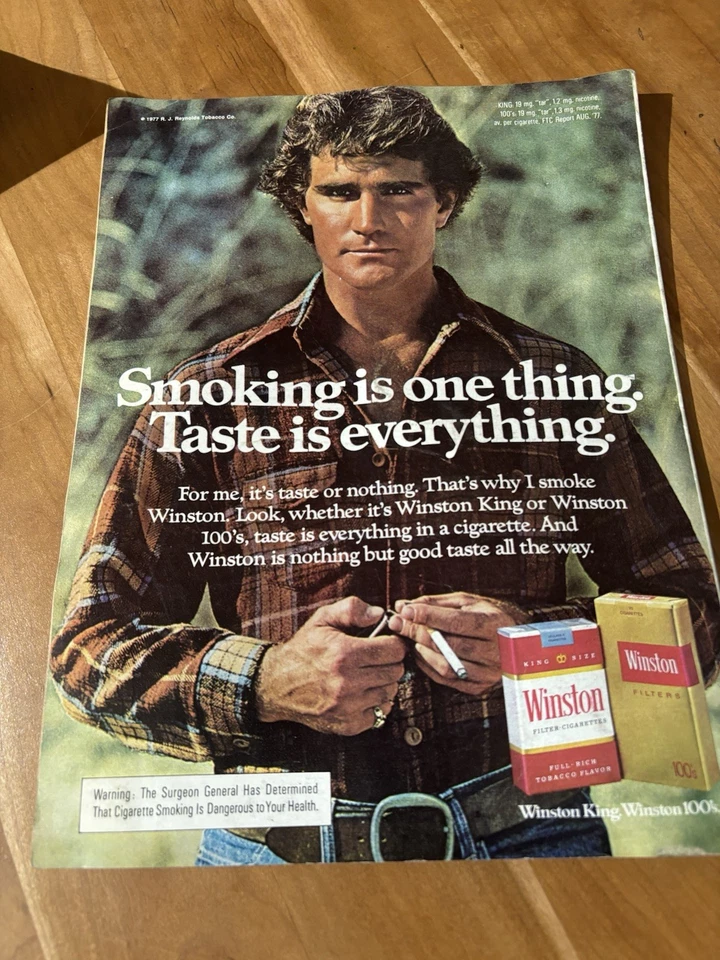 © 1977 R. J. Reynolds Tobacco Co.
KING: 19 mg. "tar", 1.2 mg. nicotine,
100's: 19 mg. "tar", 1.3 mg. nicotine,
av. per cigarette, FTC Report AUG. '77.
Smoking is one thing.
Taste is everything.
For me, it's taste or nothing. That's why I smoke
Winston. Look, whether it's Winston King or Winston
100's, taste is everything in a cigarette. And
Winston is nothing but good taste all the way.
KING SIZE
Winston
FILTER-CIGARETTES
FULL·RICH
TOBACCO FLAVOR
CIGARETTES
Winston
FILTERS
100's
Winston King. Winston 100's.
Warning: The Surgeon General Has Determined
That Cigarette Smoking Is Dangerous to Your Health.